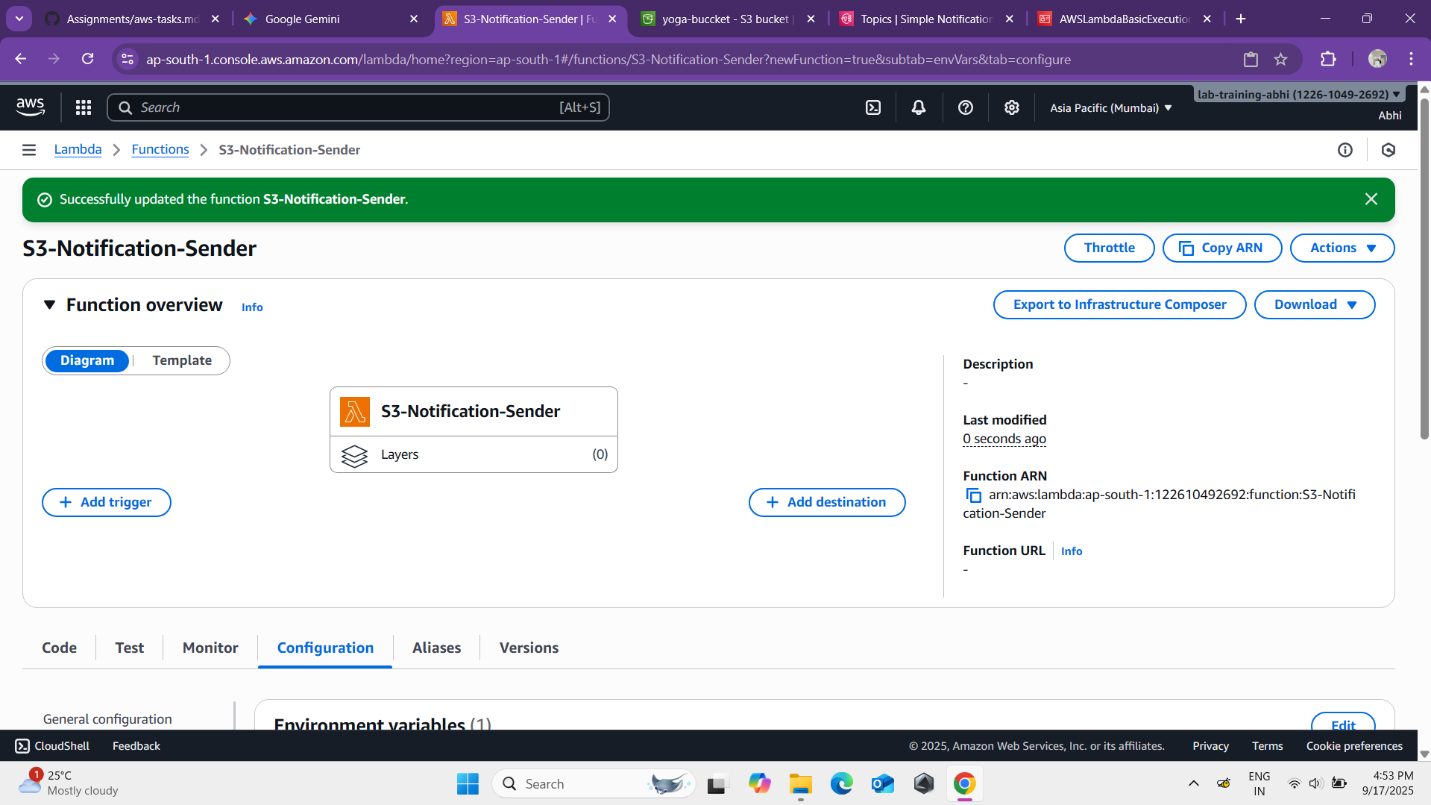 Assignments/aws-tasks.md
Google Gemini
S3-Notification-Sender | Fu
yoga-buccket - S3 bucket |
Topics | Simple Notification
AWSLambdaBasicExecution
ap-south-1.console.aws.amazon.com/lambda/home?region=ap-south-1#/functions/S3-Notification-Sender?newFunction=true&subtab=envVars&tab=configure
aws
Search
[Alt+S]
Asia Pacific (Mumbai)
lab-training-abhi (1226-1049-2692)
Abhi
Lambda
Functions
S3-Notification-Sender
Successfully updated the function S3-Notification-Sender.
S3-Notification-Sender
Throttle
Copy ARN
Actions
Function overview
Info
Export to Infrastructure Composer
Download
Diagram
Template
S3-Notification-Sender
Layers
(0)
Add trigger
Add destination
Description
-
Last modified
0 seconds ago
Function ARN
arn:aws:lambda:ap-south-1:122610492692:function:S3-Notifi
cation-Sender
Function URL
Info
-
Code
Test
Monitor
Configuration
Aliases
Versions
General configuration
Environment variables (1)
Edit
CloudShell
Feedback
© 2025, Amazon Web Services, Inc. or its affiliates.
Privacy
Terms
Cookie preferences
1
25°C
Mostly cloudy
Search
ENG
IN
4:53 PM
9/17/2025